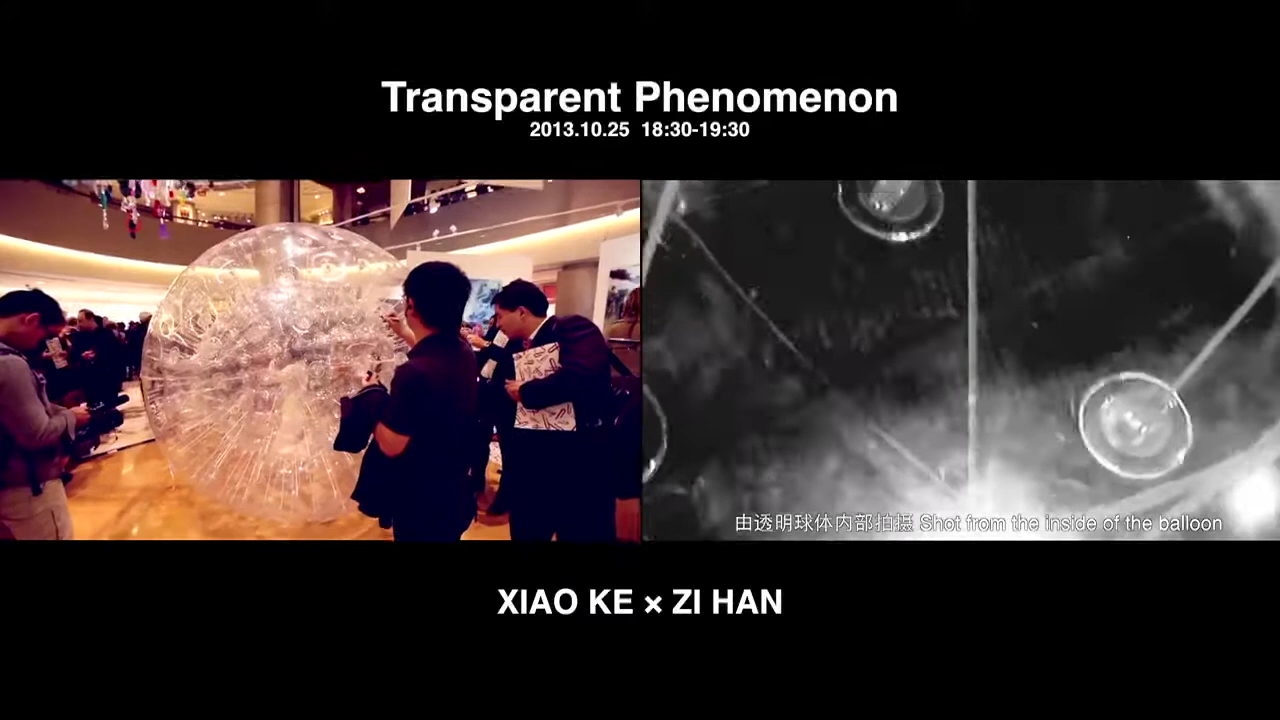 Transparent Phenomenon
2013.10.25 18:30-19:30
由透明球体内部拍摄 Shot from the inside of the balloon
XIAO KE × ZI HAN